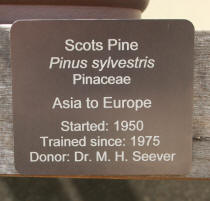 Scots Pine
Pinus sylvestris
Pinaceae
Asia to Europe
Started: 1950
Trained since: 1975
Donor: Dr. M. H. Seever